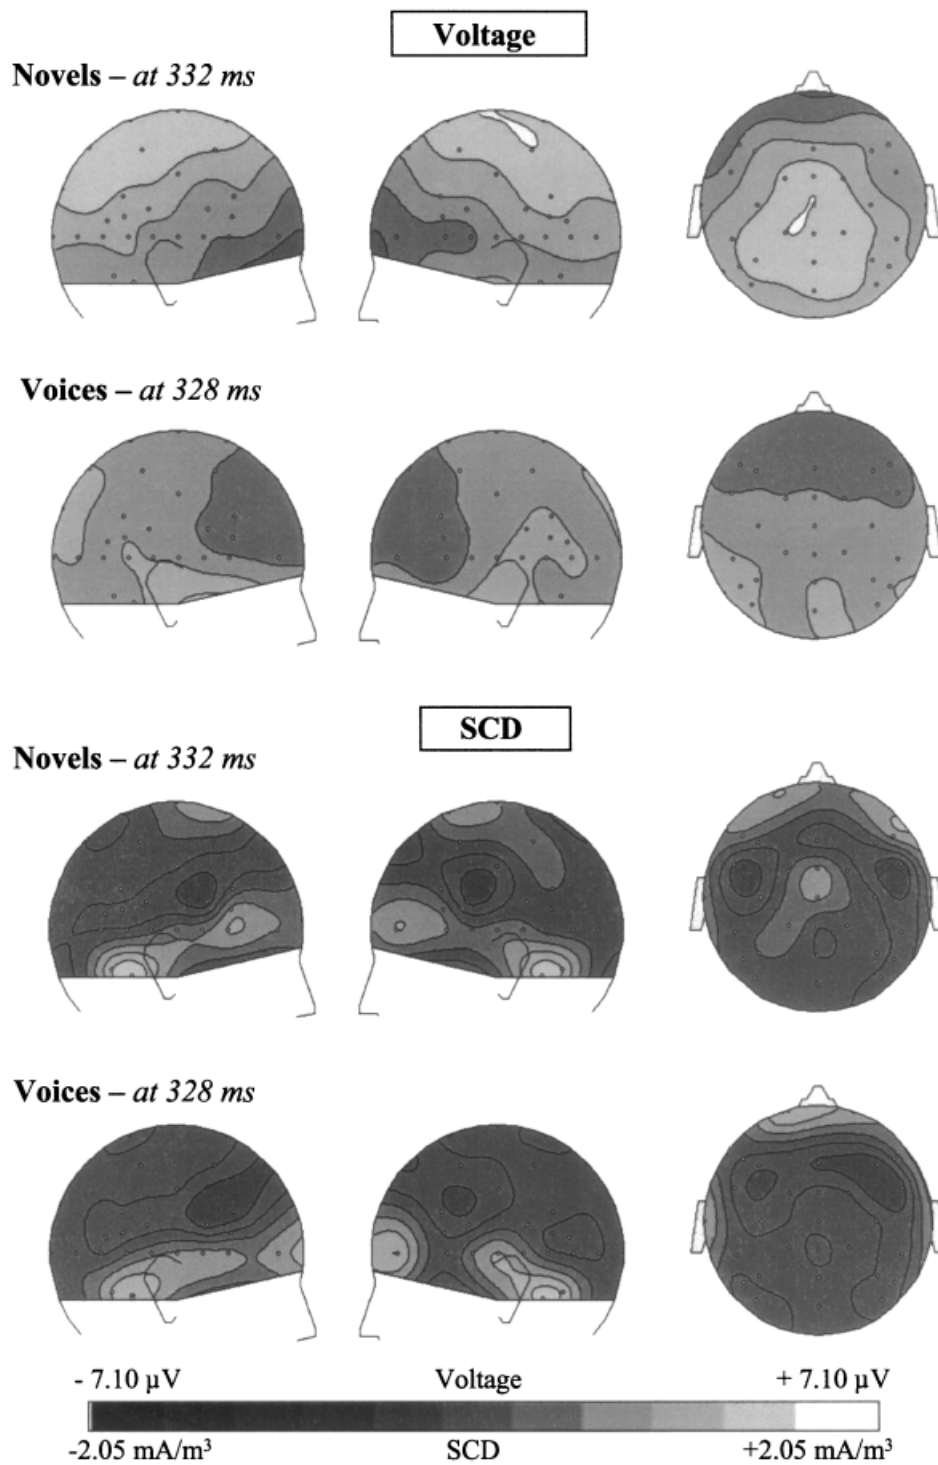 Voltage
Novels – at 332 ms
Voices – at 328 ms
SCD
Novels – at 332 ms
Voices – at 328 ms
- 7.10 µV Voltage + 7.10 µV
-2.05 mA/m³ SCD +2.05 mA/m³